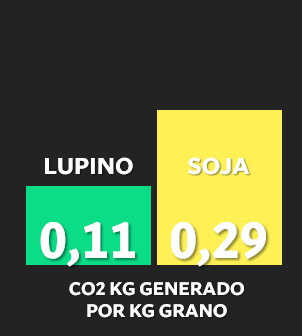 LUPINO
SOJA
0,11
0,29
CO2 KG GENERADO
POR KG GRANO